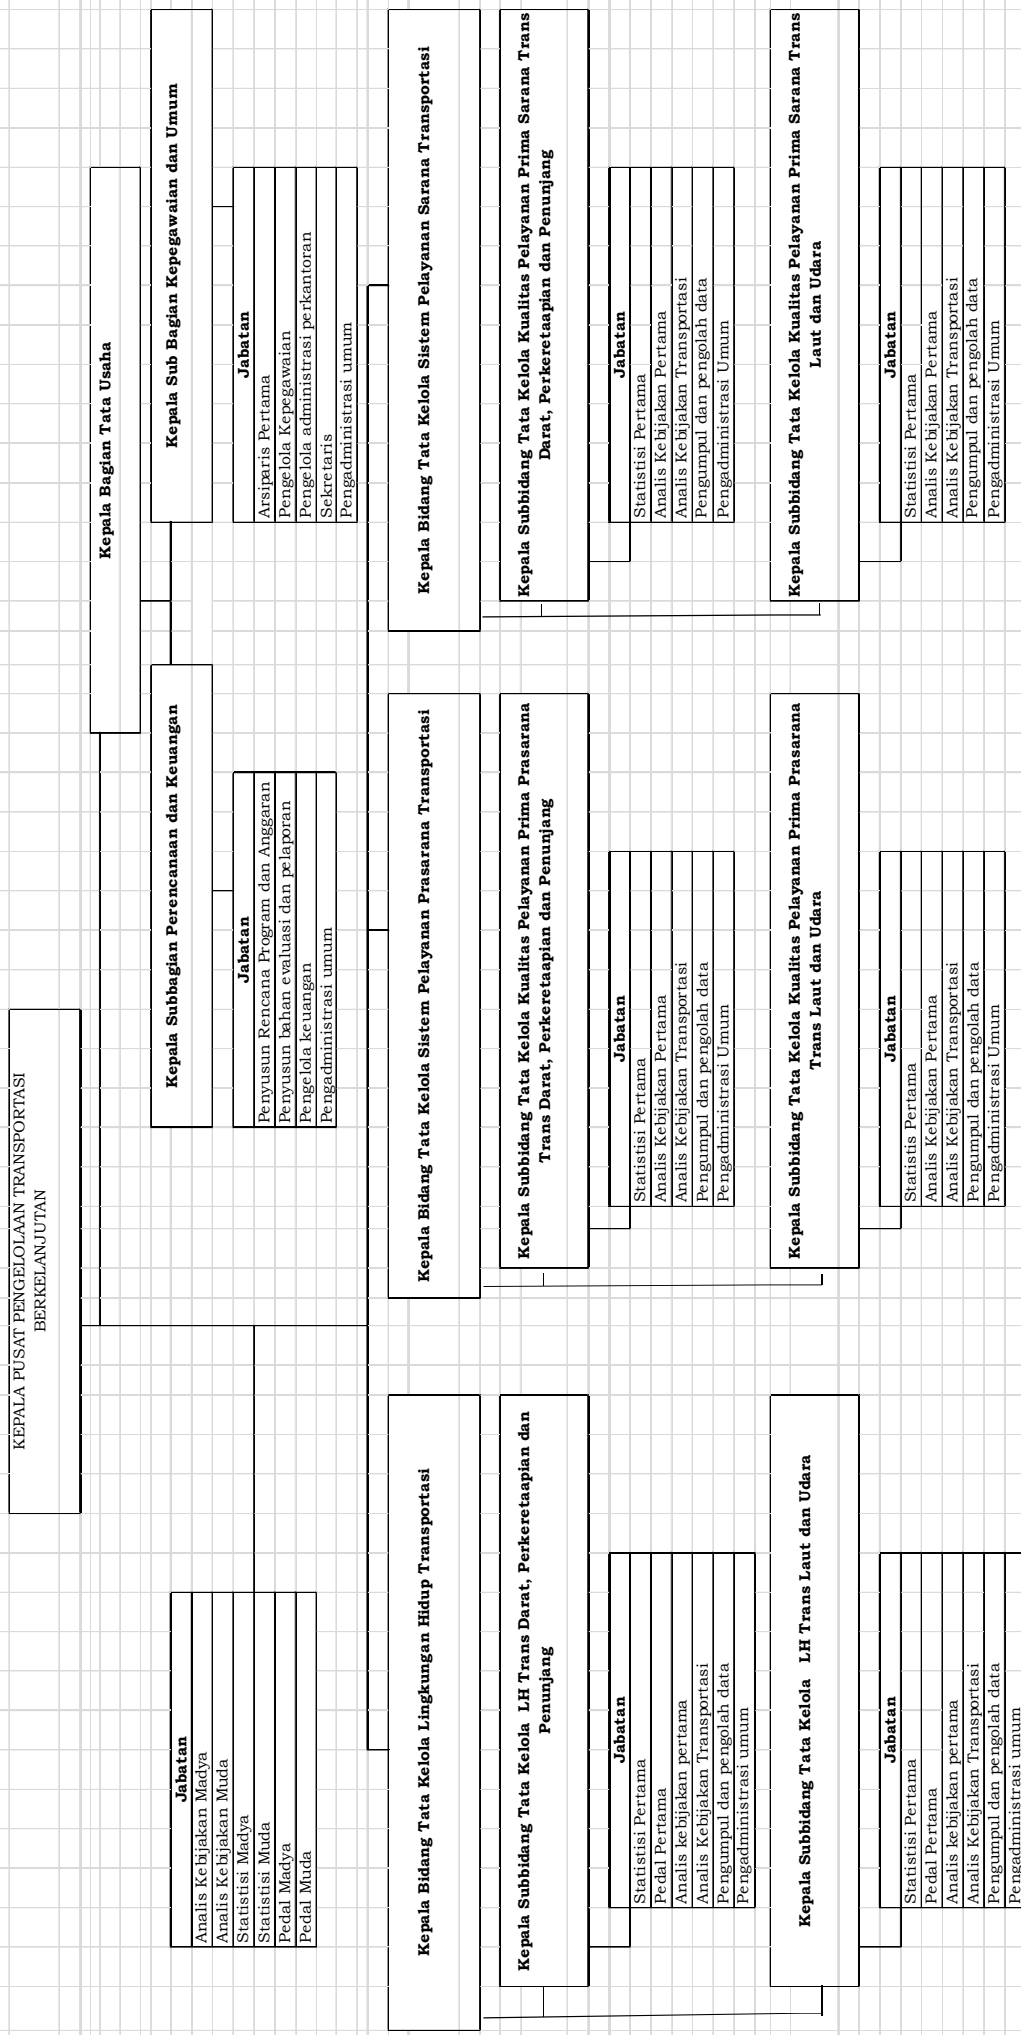 KEPALA PUSAT PENGELOLAAN TRANSPORTASI
BERKELANJUTAN
Kepala Bagian Tata Usaha
Kepala Subbagian Perencanaan dan Keuangan
Kepala Sub Bagian Kepegawaian dan Umum
Jabatan
Analis Kebijakan Madya
Analis Kebijakan Muda
Statistisi Madya
Statistisi Muda
Pedal Madya
Pedal Muda
Jabatan
Penyusun Rencana Program dan Anggaran
Penyusun bahan evaluasi dan pelaporan
Pengelola keuangan
Pengadministrasi umum
Jabatan
Arsiparis Pertama
Pengelola Kepegawaian
Pengelola administrasi perkantoran
Sekretaris
Pengadministrasi umum
Kepala Bidang Tata Kelola Lingkungan Hidup Transportasi
Kepala Bidang Tata Kelola Sistem Pelayanan Prasarana Transportasi
Kepala Bidang Tata Kelola Sistem Pelayanan Sarana Transportasi
Kepala Subbidang Tata Kelola LH Trans Darat, Perkeretaapian dan
Penunjang
Kepala Subbidang Tata Kelola Kualitas Pelayanan Prima Prasarana
Trans Darat, Perkeretaapian dan Penunjang
Kepala Subbidang Tata Kelola Kualitas Pelayanan Prima Sarana Trans
Darat, Perkeretaapian dan Penunjang
Jabatan
Statistisi Pertama
Pedal Pertama
Analis kebijakan pertama
Analis Kebijakan Transportasi
Pengumpul dan pengolah data
Pengadministrasi umum
Jabatan
Statistisi Pertama
Analis Kebijakan Pertama
Analis Kebijakan Transportasi
Pengumpul dan pengolah data
Pengadministrasi Umum
Jabatan
Statistisi Pertama
Analis Kebijakan Pertama
Analis Kebijakan Transportasi
Pengumpul dan pengolah data
Pengadministrasi Umum
Kepala Subbidang Tata Kelola LH Trans Laut dan Udara
Kepala Subbidang Tata Kelola Kualitas Pelayanan Prima Prasarana
Trans Laut dan Udara
Kepala Subbidang Tata Kelola Kualitas Pelayanan Prima Sarana Trans
Laut dan Udara
Jabatan
Statistisi Pertama
Pedal Pertama
Analis kebijakan pertama
Analis Kebijakan Transportasi
Pengumpul dan pengolah data
Pengadministrasi umum
Jabatan
Statistis Pertama
Analis Kebijakan Pertama
Analis Kebijakan Transportasi
Pengumpul dan pengolah data
Pengadministrasi Umum
Jabatan
Statistisi Pertama
Analis Kebijakan Pertama
Analis Kebijakan Transportasi
Pengumpul dan pengolah data
Pengadministrasi Umum